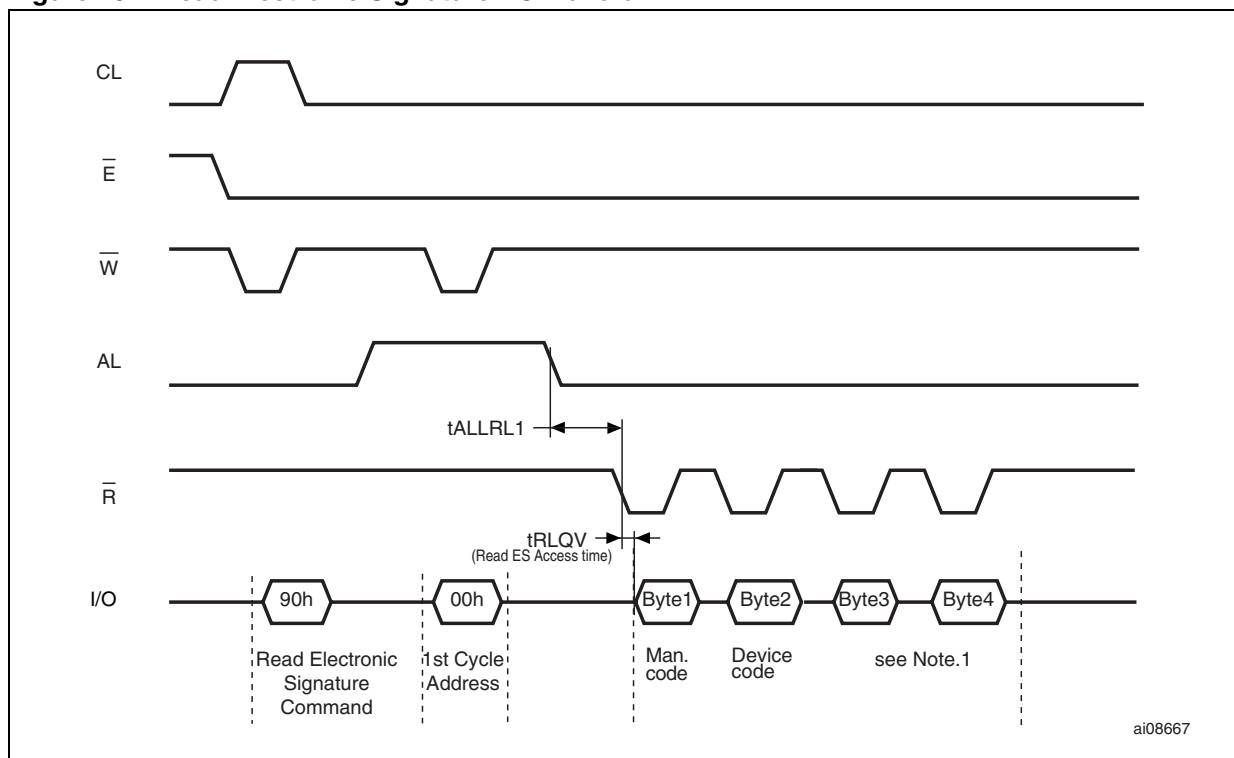 CL
E
W
AL
tALLRL1
R
tRLQV
(Read ES Access time)
I/O
90h
00h
Byte1
Byte2
Byte3
Byte4
Read Electronic
Signature
Command
1st Cycle
Address
Man.
code
Device
code
see Note.1
ai08667